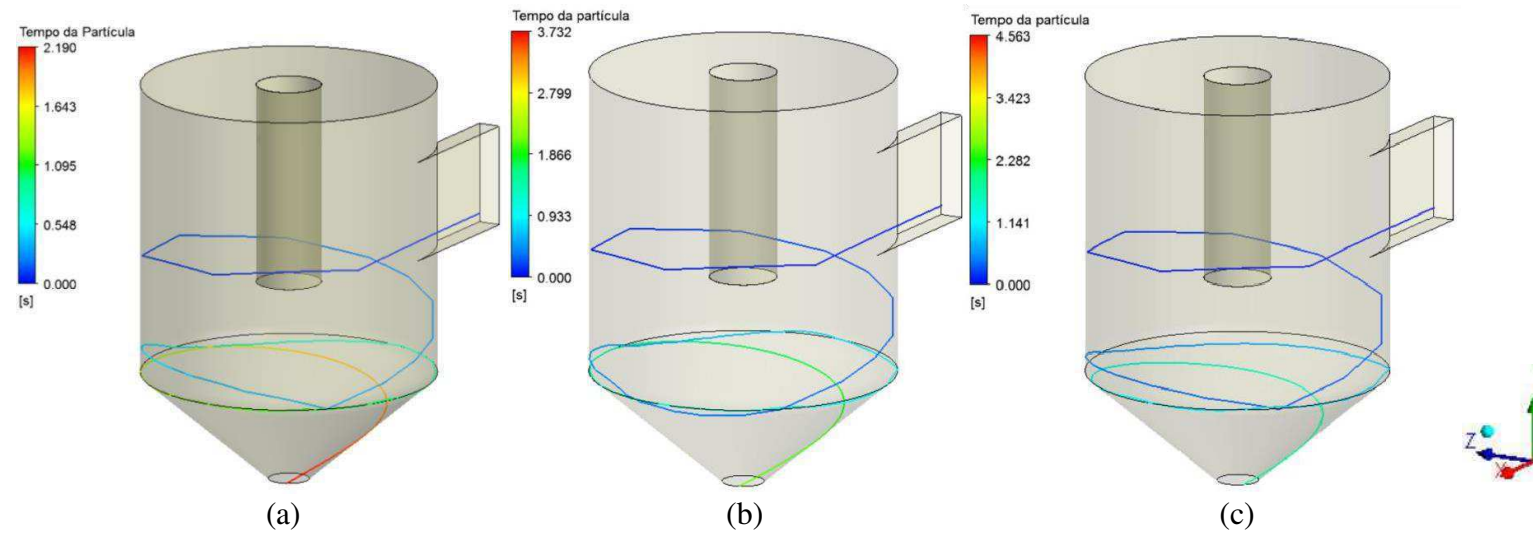 Tempo da Partícula
2.190
1.643
1.095
0.548
0.000
[s]
(a)
Tempo da partícula
3.732
2.799
1.866
0.933
0.000
[s]
(b)
Tempo da partícula
4.563
3.423
2.282
1.141
0.000
[s]
(c)
Z
X